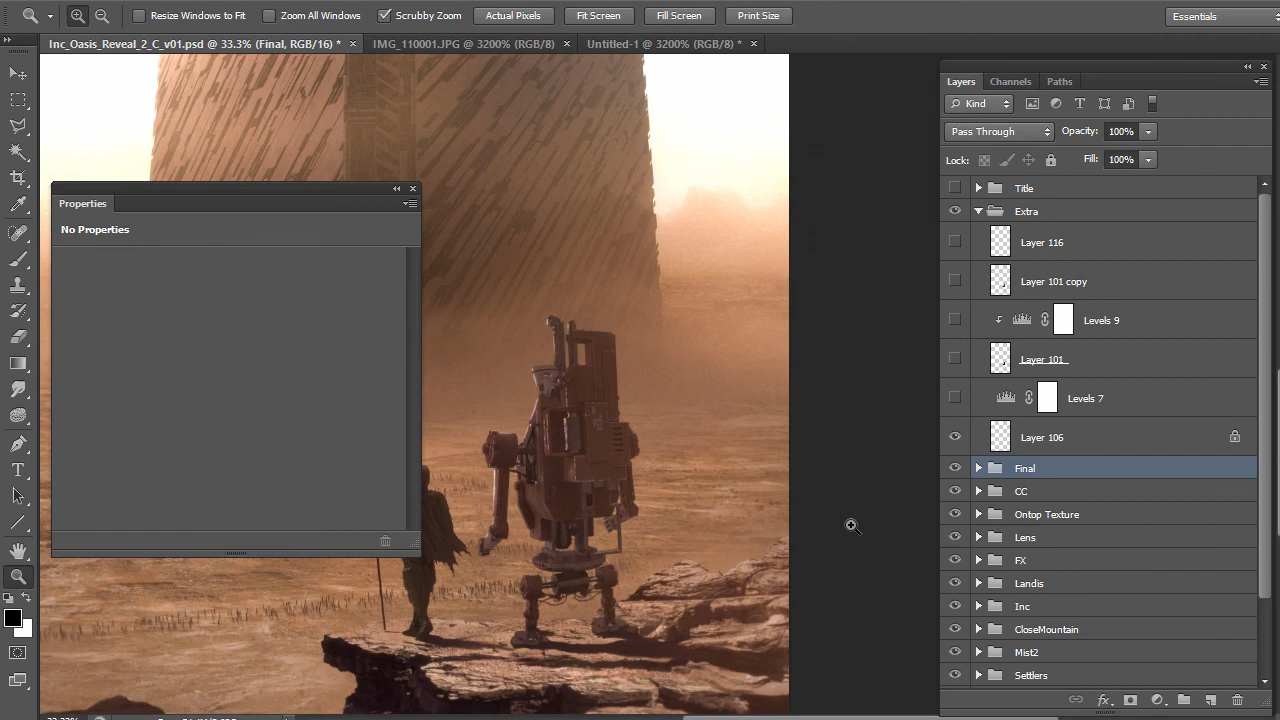 Resize Windows to Fit Zoom All Windows Scrubby Zoom Actual Pixels Fit Screen Fill Screen Print Size Essentials
Inc_Oasis_Reveal_2_C_v01.psd @ 33.3% (Final, RGB/16) * × IMG_110001.JPG @ 3200% (RGB/8) × Untitled-1 @ 3200% (RGB/8) * ×
Properties
No Properties
Layers Channels Paths
Kind
Pass Through Opacity: 100%
Lock: Fill: 100%
Title
Extra
Layer 116
Layer 101 copy
Levels 9
Layer 101
Levels 7
Layer 106
Final
CC
Ontop Texture
Lens
FX
Landis
Inc
CloseMountain
Mist2
Settlers